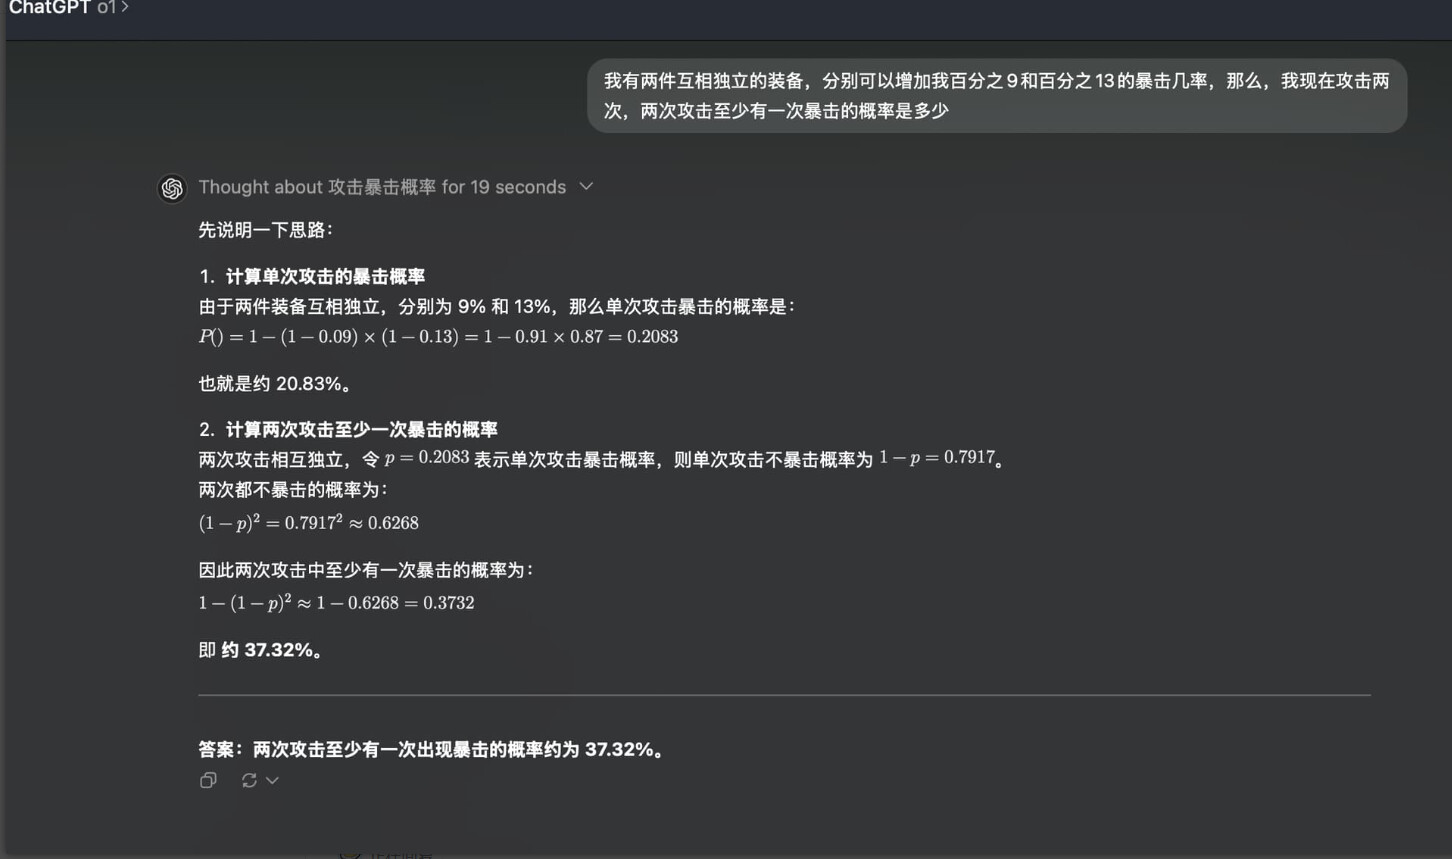 ChatGPT o1 >
我有两件互相独立的装备，分别可以增加我百分之9和百分之13的暴击几率，那么，我现在攻击两
次，两次攻击至少有一次暴击的概率是多少
Thought about 攻击暴击概率 for 19 seconds
先说明一下思路：
1. 计算单次攻击的暴击概率
由于两件装备互相独立，分别为 9% 和 13%，那么单次攻击暴击的概率是：
P() = 1 − (1 − 0.09) × (1 − 0.13) = 1 − 0.91 × 0.87 = 0.2083
也就是约 20.83%。
2. 计算两次攻击至少一次暴击的概率
两次攻击相互独立，令 p = 0.2083 表示单次攻击暴击概率，则单次攻击不暴击概率为 1 − p = 0.7917。
两次都不暴击的概率为：
(1 − p)² = 0.7917² ≈ 0.6268
因此两次攻击中至少有一次暴击的概率为：
1 − (1 − p)² ≈ 1 − 0.6268 = 0.3732
即 约 37.32%。
答案：两次攻击至少有一次出现暴击的概率约为 37.32%。